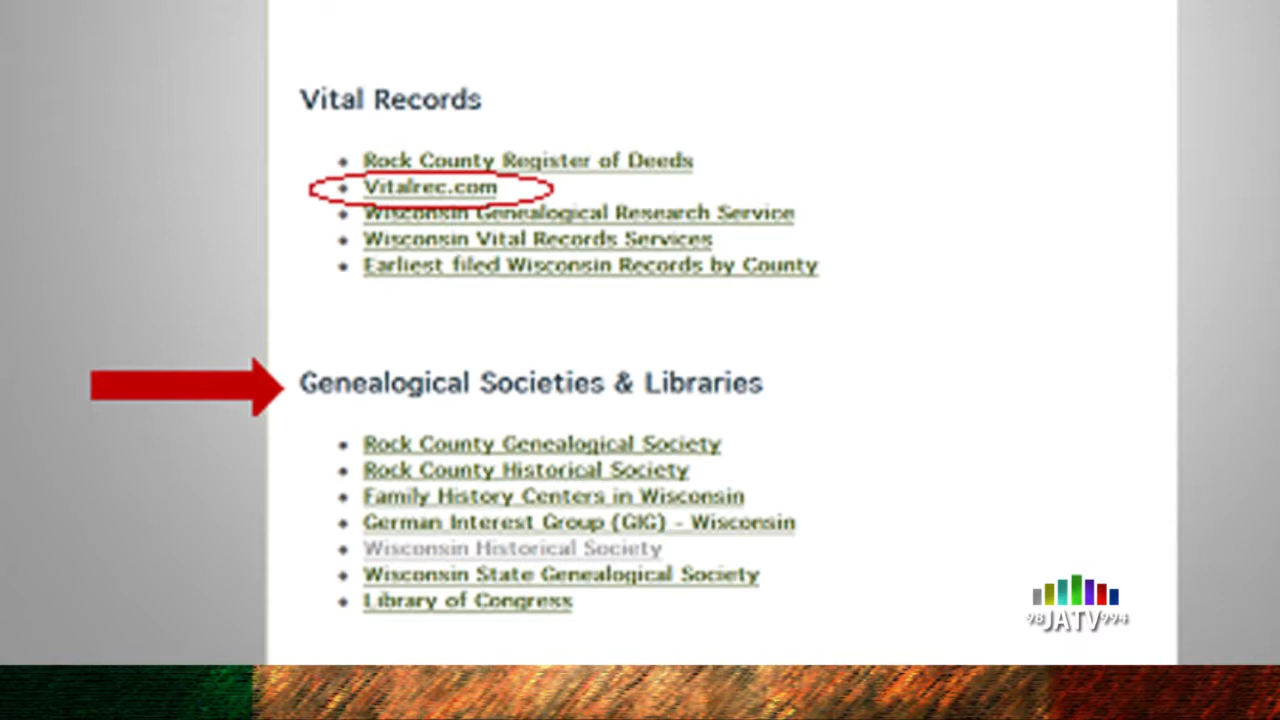 Vital Records
Rock County Register of Deeds
Vitalrec.com
Wisconsin Genealogical Research Service
Wisconsin Vital Records Services
Earliest filed Wisconsin Records by County
Genealogical Societies & Libraries
Rock County Genealogical Society
Rock County Historical Society
Family History Centers in Wisconsin
German Interest Group (GIG) - Wisconsin
Wisconsin Historical Society
Wisconsin State Genealogical Society
Library of Congress
98 JATV 994